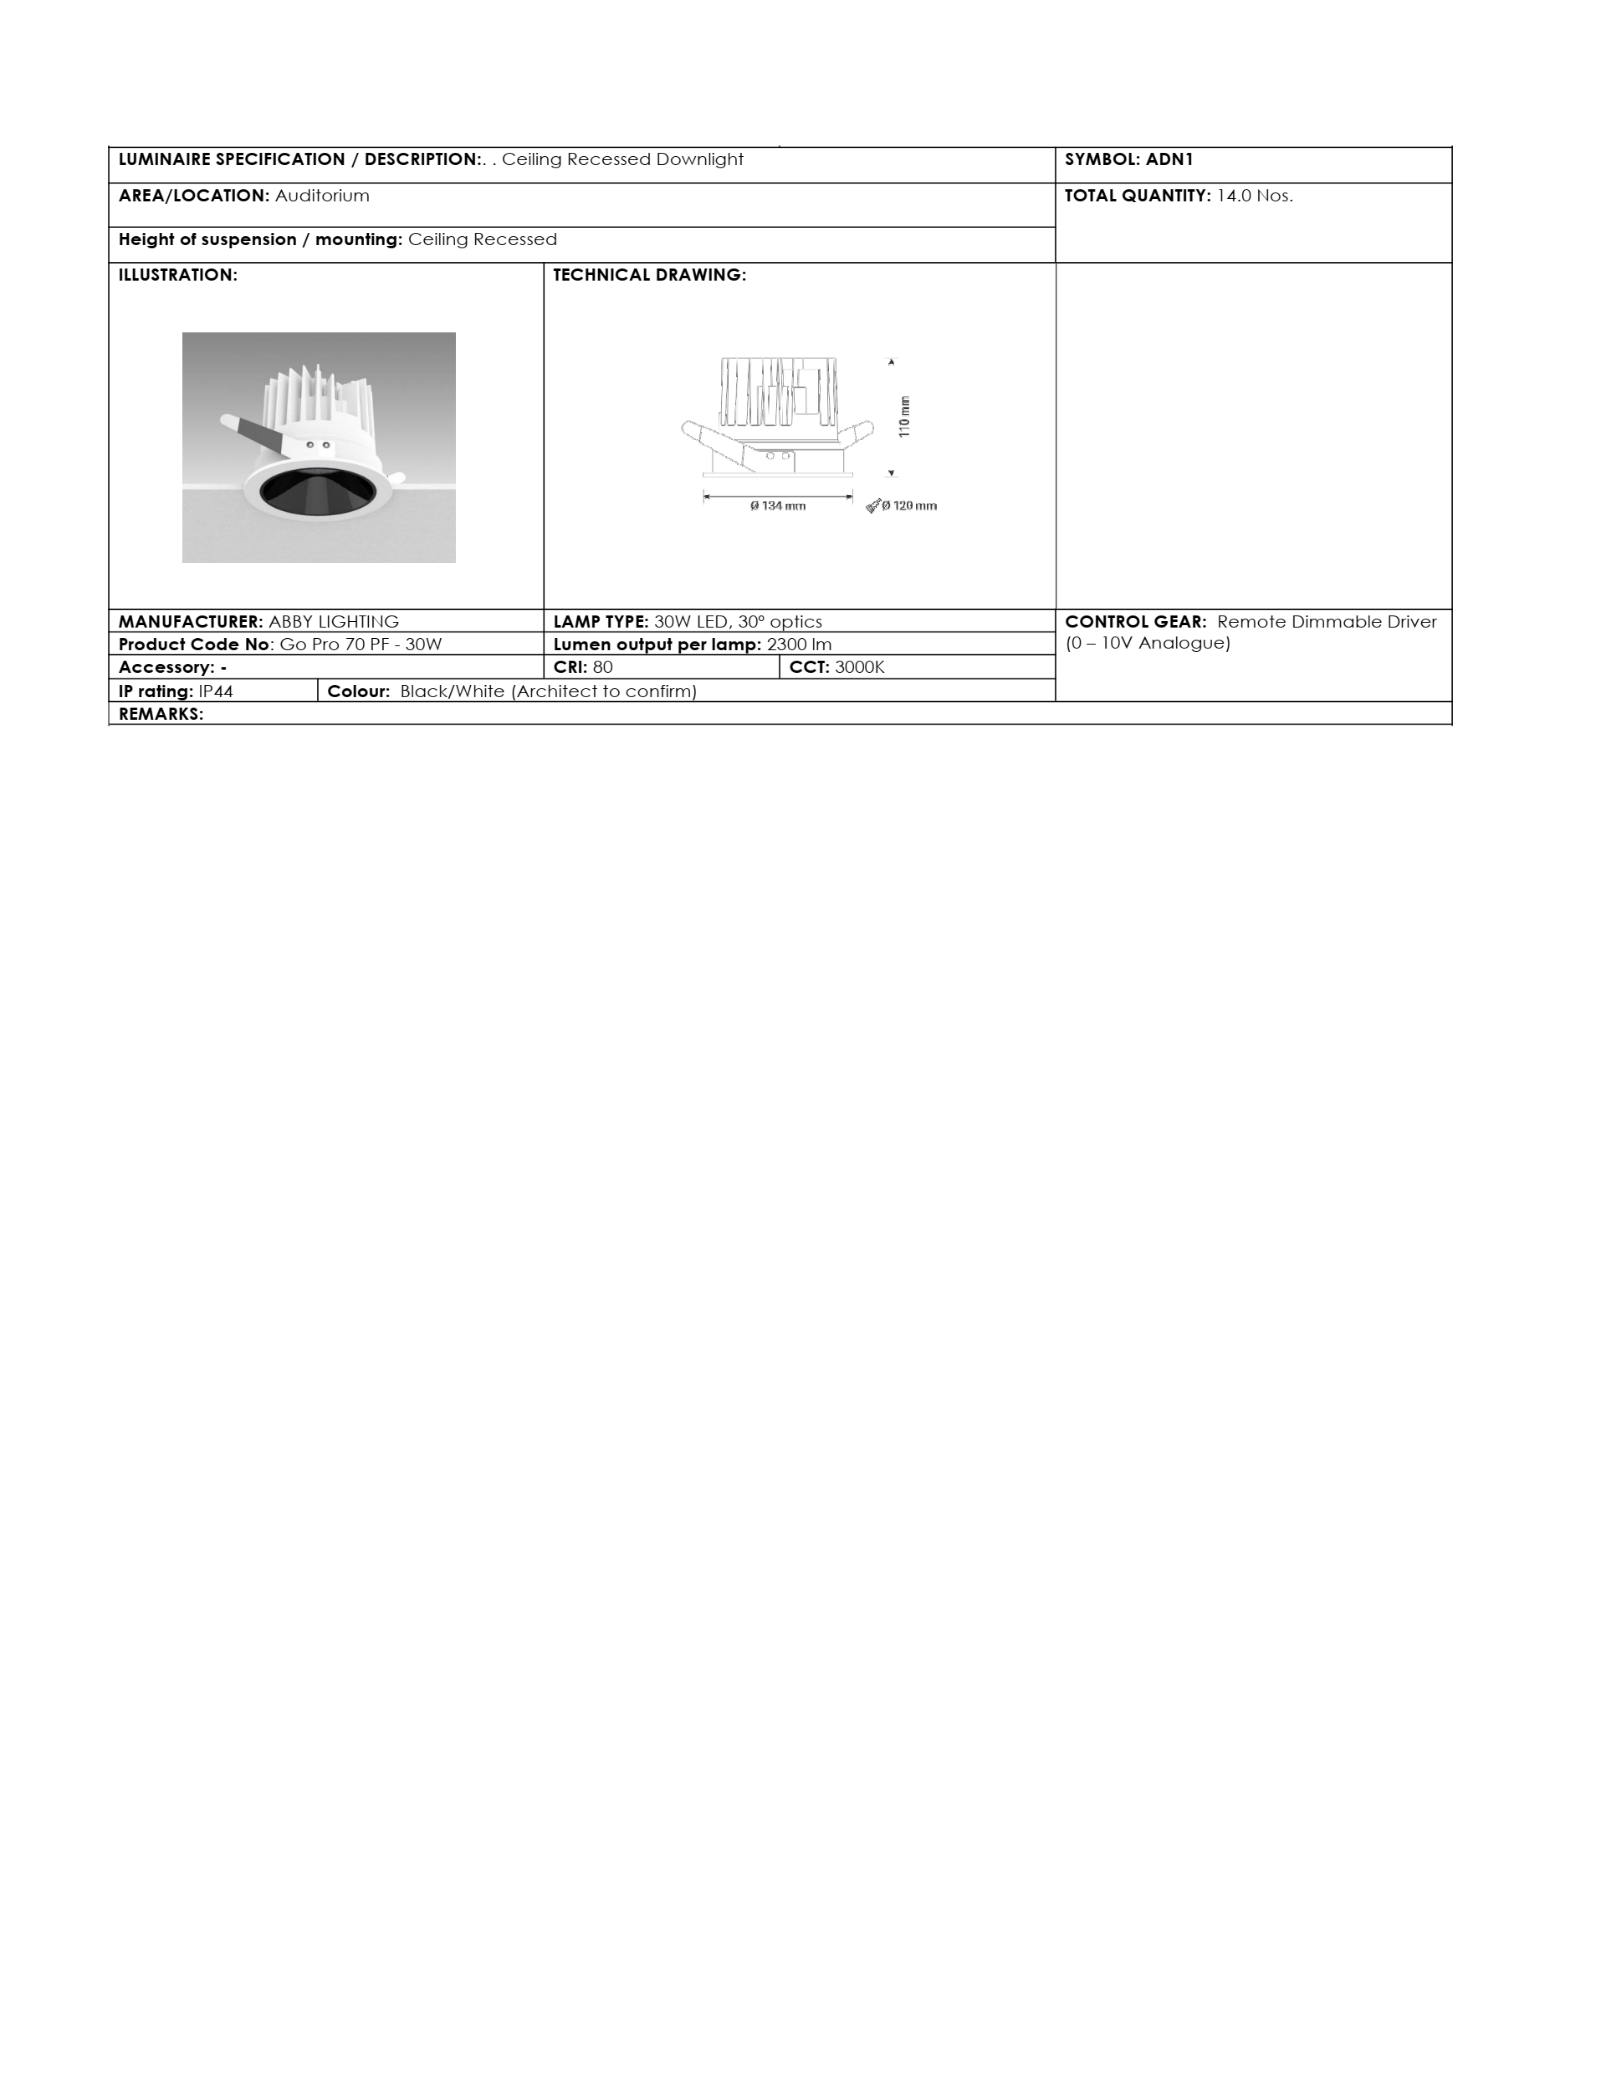 LUMINAIRE SPECIFICATION / DESCRIPTION:. . Ceiling Recessed Downlight
SYMBOL: ADN1
AREA/LOCATION: Auditorium
TOTAL QUANTITY: 14.0 Nos.
Height of suspension / mounting: Ceiling Recessed
ILLUSTRATION:
TECHNICAL DRAWING:
110 mm
Ø 134 mm
Ø 120 mm
MANUFACTURER: ABBY LIGHTING
LAMP TYPE: 30W LED, 30° optics
CONTROL GEAR: Remote Dimmable Driver
(0 – 10V Analogue)
Product Code No: Go Pro 70 PF - 30W
Lumen output per lamp: 2300 lm
Accessory: -
CRI: 80
CCT: 3000K
IP rating: IP44
Colour: Black/White (Architect to confirm)
REMARKS: